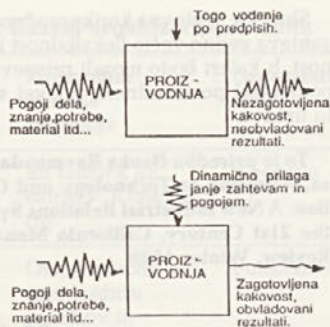 Togo vodenje
po predpisih.
PROIZ -
VODNJA
Pogoji dela,
znanje,potrebe,
material itd...
Nezagotovljena
kakovost,
neobvladovani
rezultati.
Dinamično prilaga
janje zahtevam in
pogojem.
PROIZ-
VODNJA
Pogoji dela,
znanje,potrebe,
material itd...
Zagotovljena
kakovost,
obvladovani
rezultati.